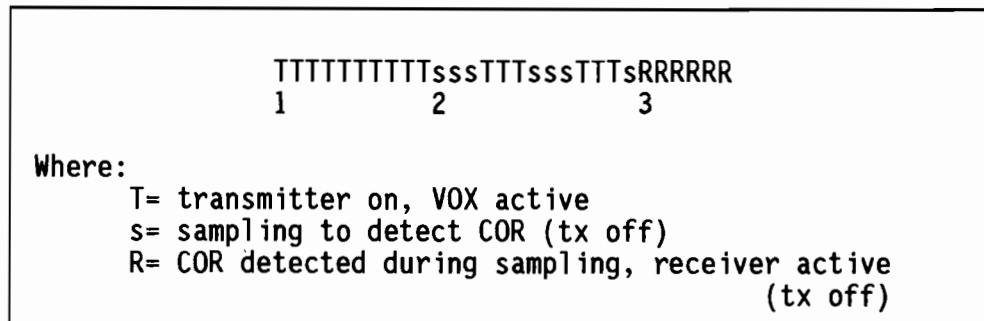 TTTTTTTTTTsssTTTsssTTTsRRRRRR
1 2 3
Where:
T= transmitter on, VOX active
s= sampling to detect COR (tx off)
R= COR detected during sampling, receiver active
(tx off)